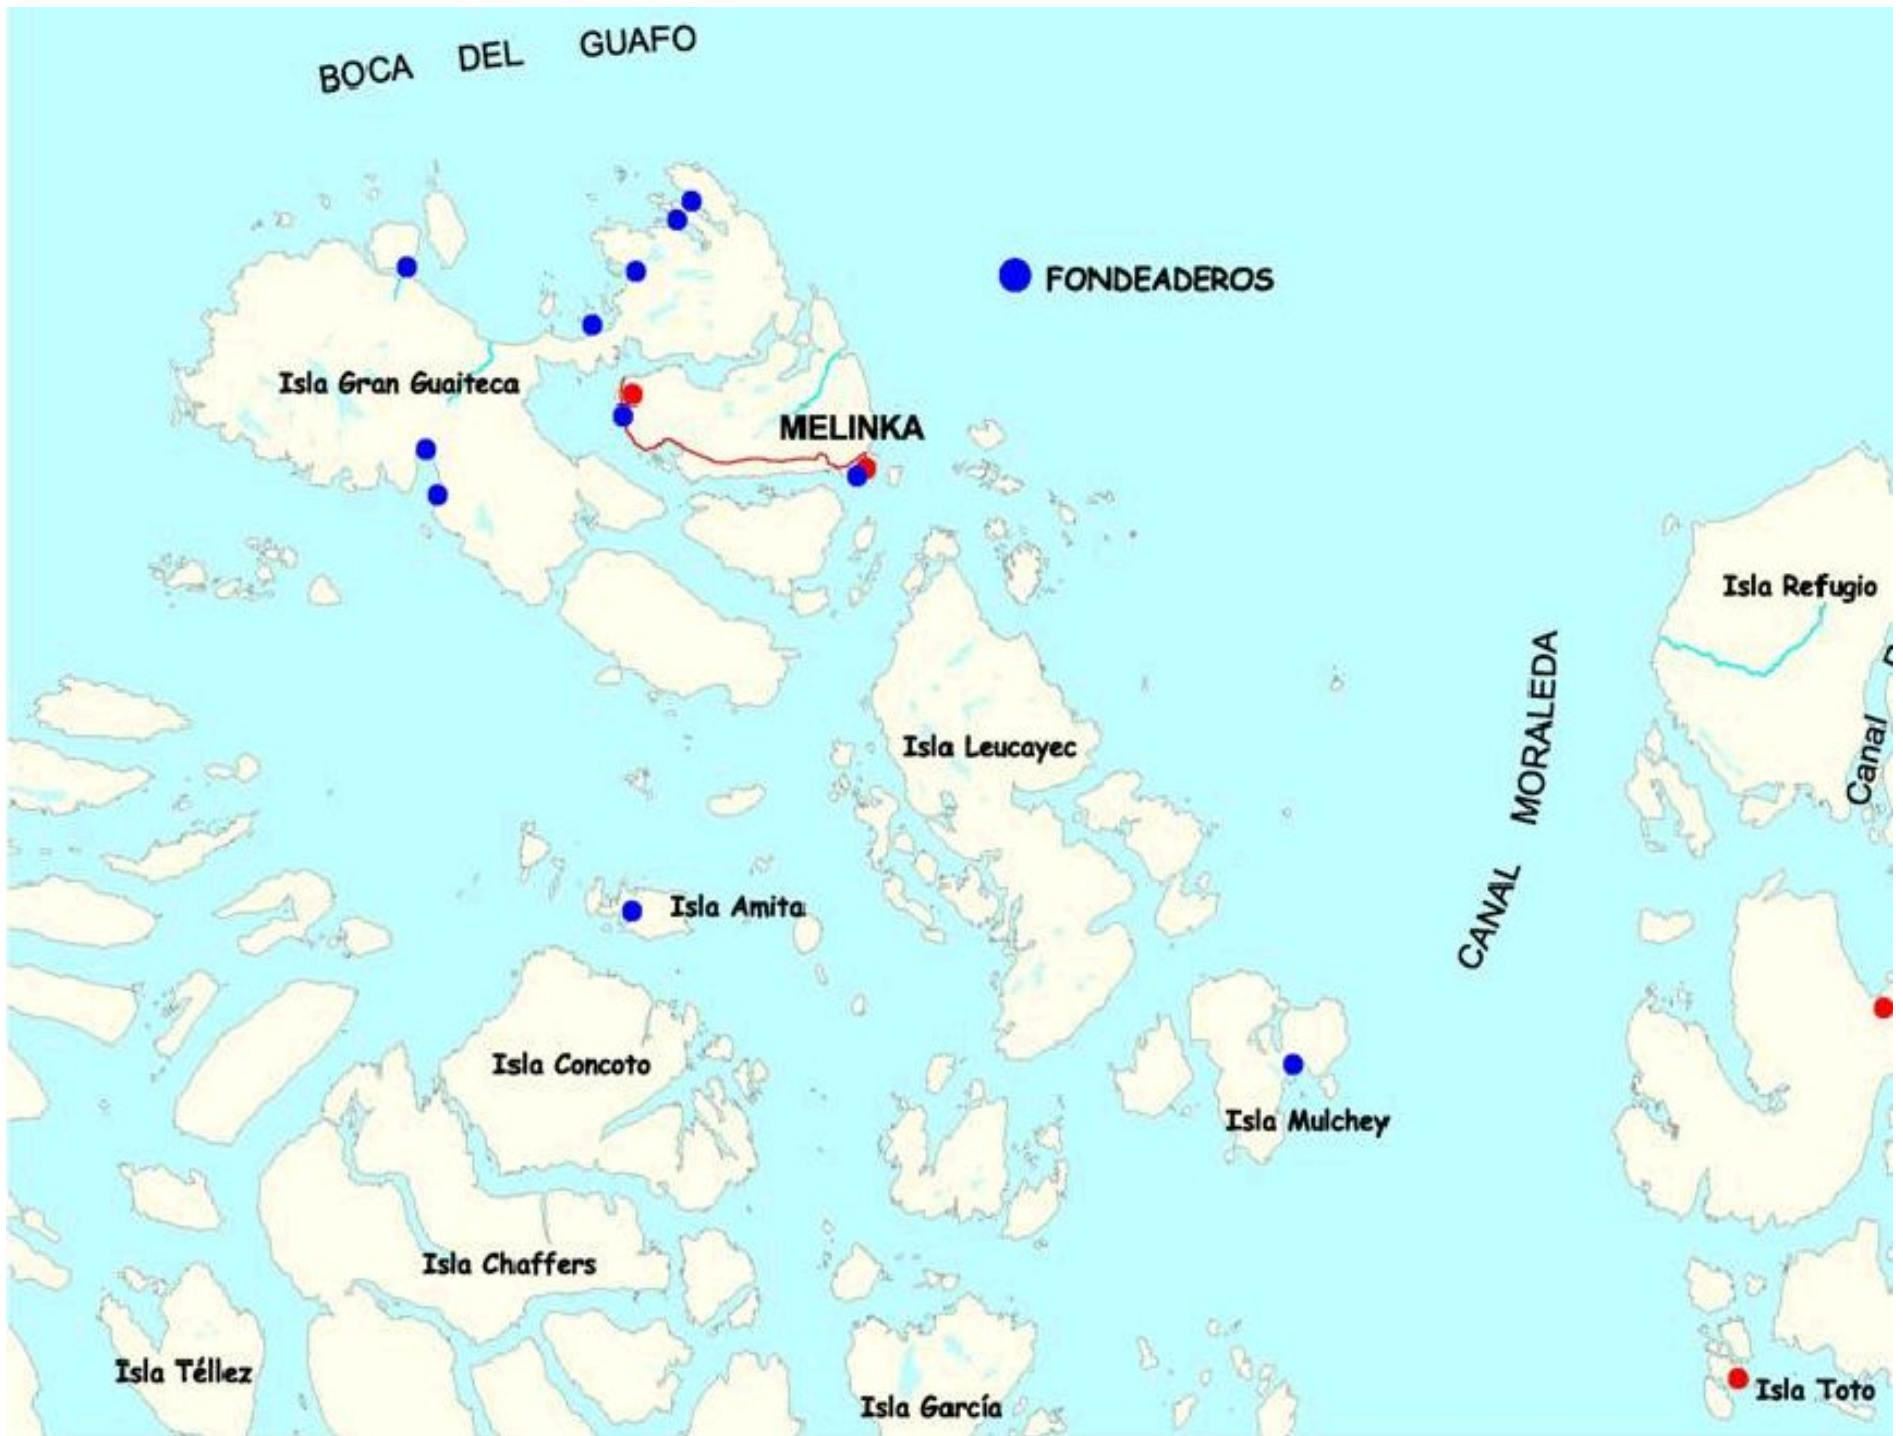 BOCA DEL GUAFO
FONDEADEROS
Isla Gran Guaiteca
MELINKA
Isla Refugio
CANAL MORALEDA
Isla Leucayec
Canal
Isla Amita
Isla Concoto
Isla Mulchey
Isla Chaffers
Isla Téllez
Isla Toto
Isla García